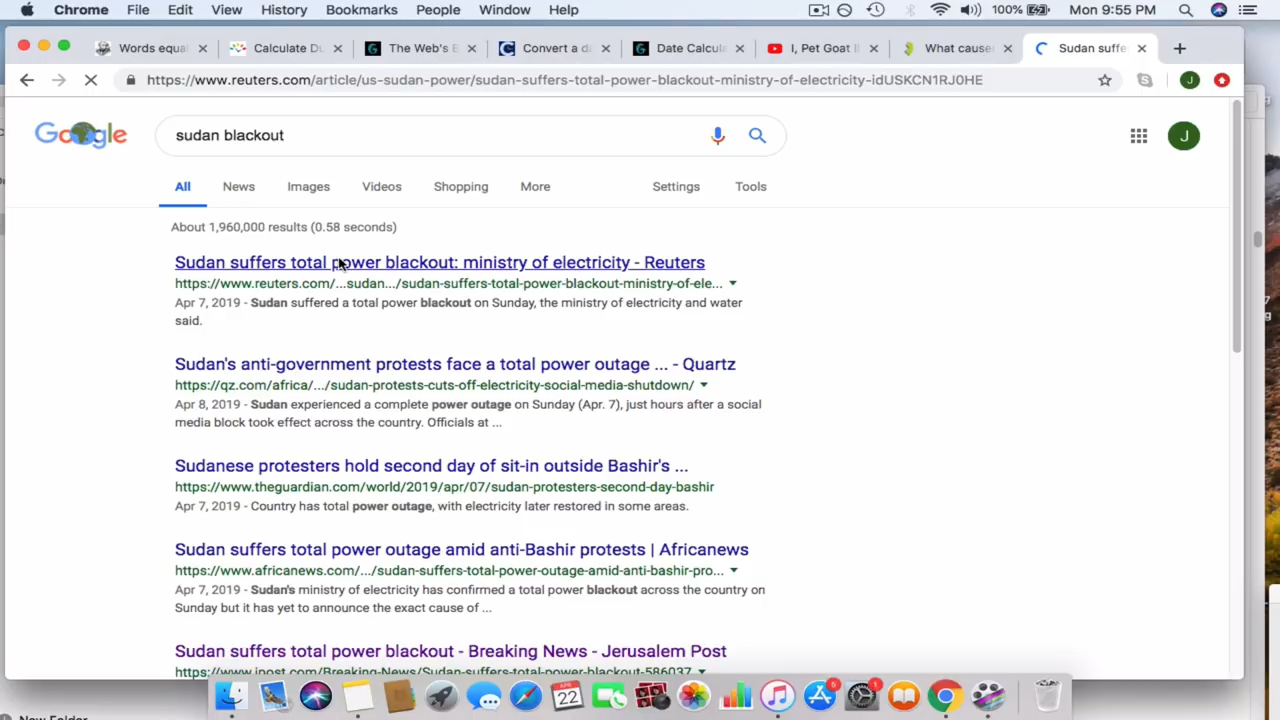 Chrome File Edit View History Bookmarks People Window Help 100% Mon 9:55 PM
Words equal Calculate Du The Web's B Convert a d Date Calcul I, Pet Goat I What cause Sudan suffe
https://www.reuters.com/article/us-sudan-power/sudan-suffers-total-power-blackout-ministry-of-electricity-idUSKCN1RJ0HE J
Google sudan blackout J
All News Images Videos Shopping More Settings Tools
About 1,960,000 results (0.58 seconds)
Sudan suffers total power blackout: ministry of electricity - Reuters
https://www.reuters.com/...sudan.../sudan-suffers-total-power-blackout-ministry-of-ele...
Apr 7, 2019 - Sudan suffered a total power blackout on Sunday, the ministry of electricity and water
said.
Sudan's anti-government protests face a total power outage ... - Quartz
https://qz.com/africa/.../sudan-protests-cuts-off-electricity-social-media-shutdown/
Apr 8, 2019 - Sudan experienced a complete power outage on Sunday (Apr. 7), just hours after a social
media block took effect across the country. Officials at ...
Sudanese protesters hold second day of sit-in outside Bashir's ...
https://www.theguardian.com/world/2019/apr/07/sudan-protesters-second-day-bashir
Apr 7, 2019 - Country has total power outage, with electricity later restored in some areas.
Sudan suffers total power outage amid anti-Bashir protests | Africanews
https://www.africanews.com/.../sudan-suffers-total-power-outage-amid-anti-bashir-pro...
Apr 7, 2019 - Sudan's ministry of electricity has confirmed a total power blackout across the country on
Sunday but it has yet to announce the exact cause of ...
Sudan suffers total power blackout - Breaking News - Jerusalem Post
https://www.jpost.com/Breaking-News/Sudan-suffers-total-power-blackout-586037
22 5 1
New Folder